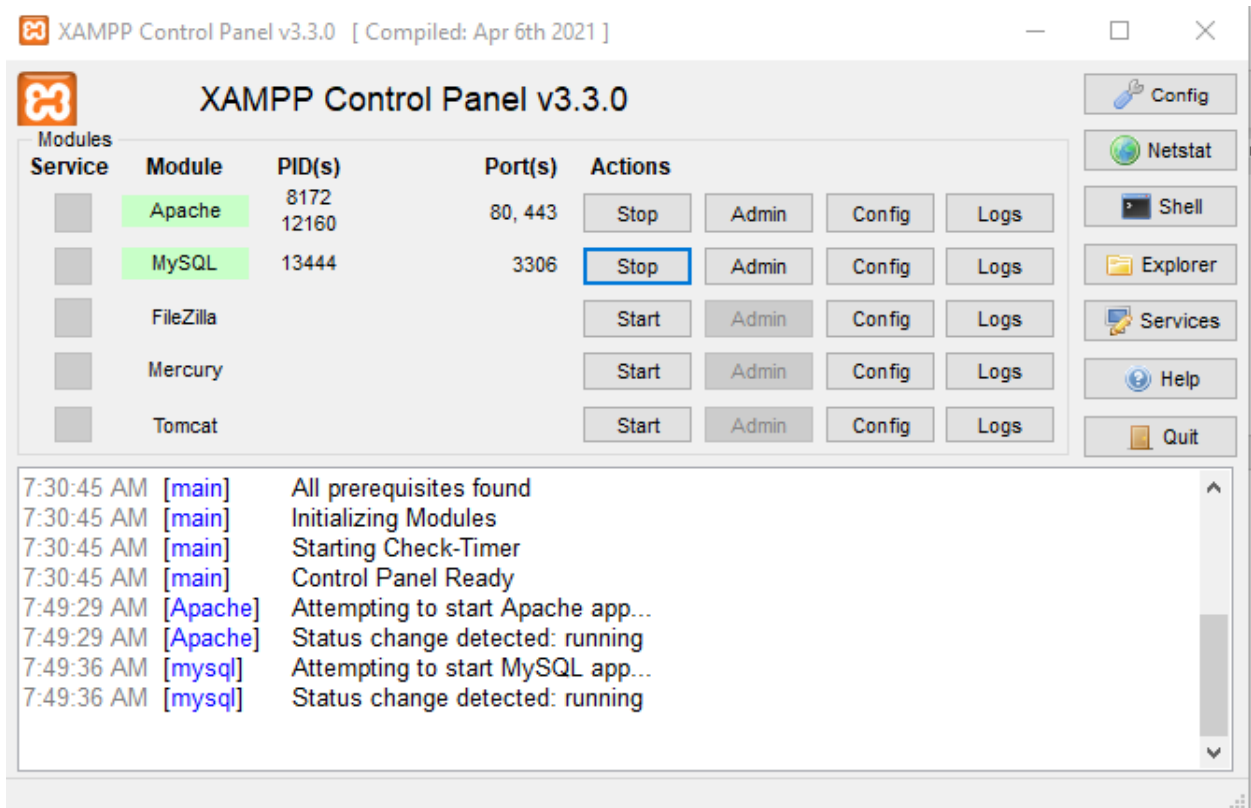 XAMPP Control Panel v3.3.0 [ Compiled: Apr 6th 2021 ]
XAMPP Control Panel v3.3.0
Config
Modules
Netstat
Service Module PID(s) Port(s) Actions
Apache 8172 80, 443 Stop Admin Config Logs
12160
Shell
MySQL 13444 3306 Stop Admin Config Logs
Explorer
FileZilla Start Admin Config Logs
Services
Mercury Start Admin Config Logs
Help
Tomcat Start Admin Config Logs
Quit
7:30:45 AM [main] All prerequisites found
7:30:45 AM [main] Initializing Modules
7:30:45 AM [main] Starting Check-Timer
7:30:45 AM [main] Control Panel Ready
7:49:29 AM [Apache] Attempting to start Apache app...
7:49:29 AM [Apache] Status change detected: running
7:49:36 AM [mysql] Attempting to start MySQL app...
7:49:36 AM [mysql] Status change detected: running